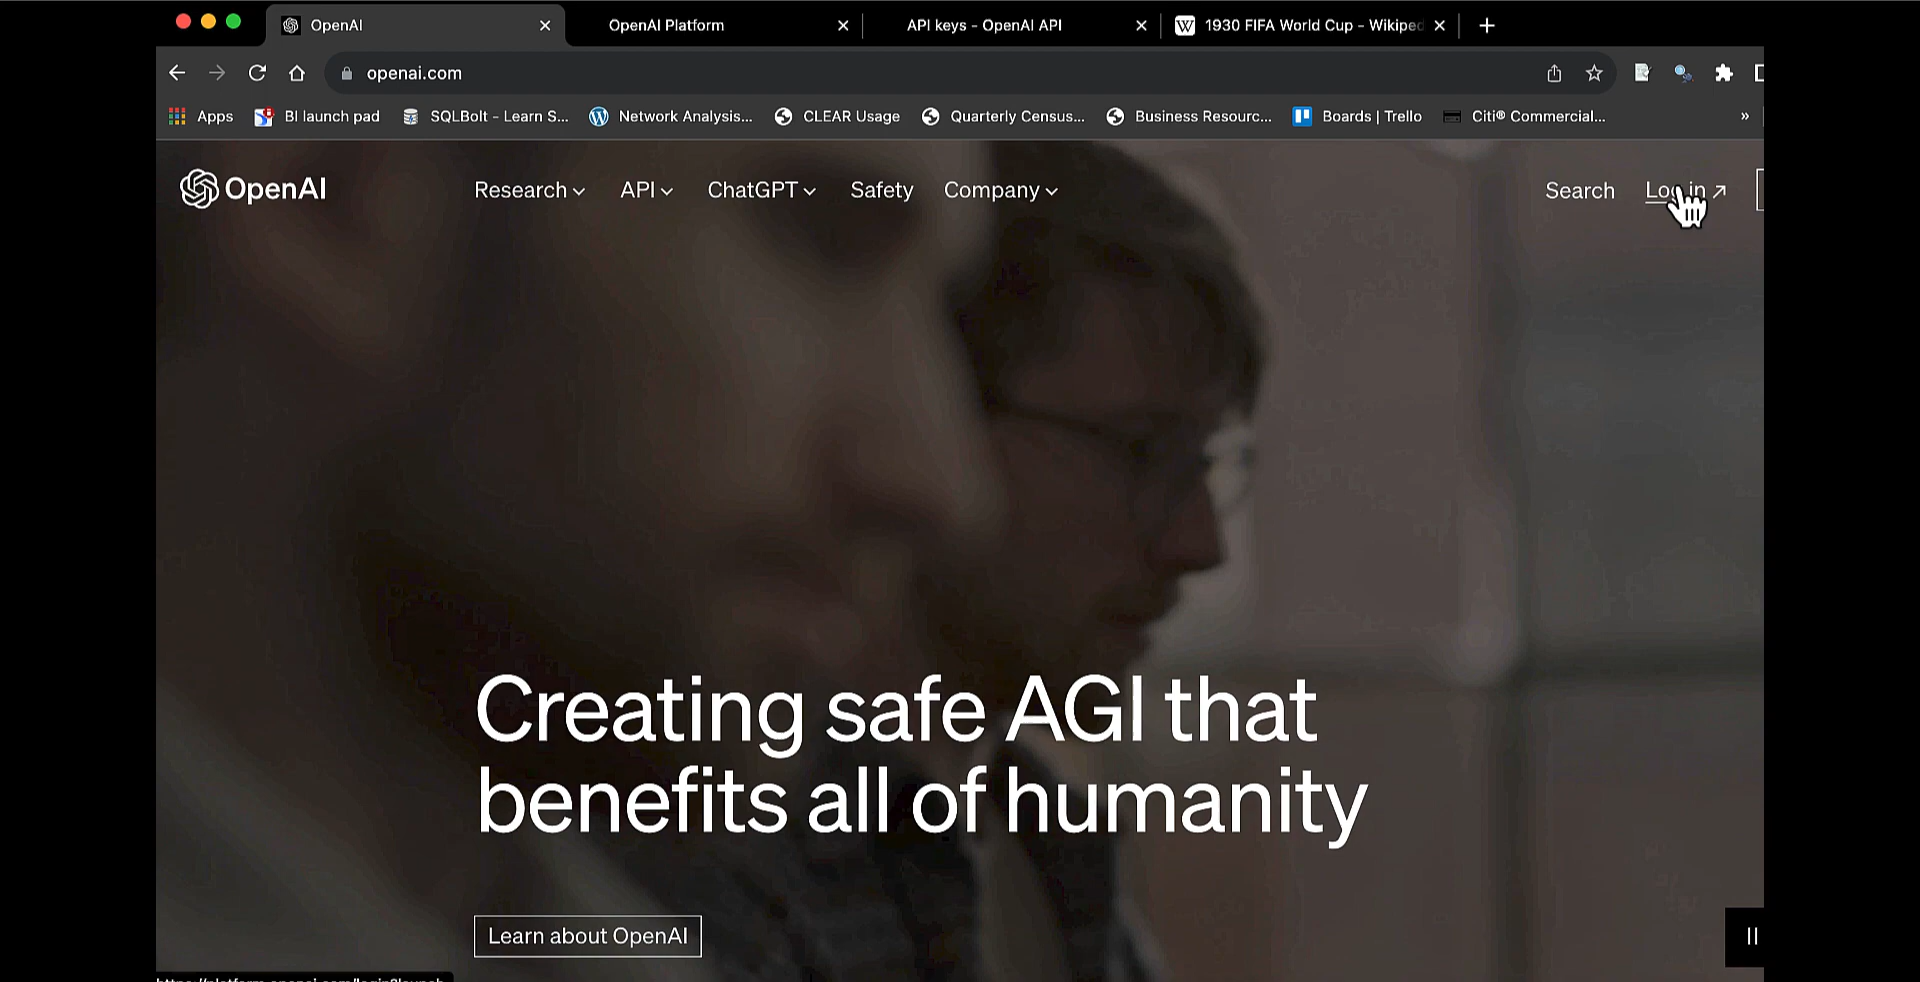 OpenAI
OpenAI Platform
API keys - OpenAI API
1930 FIFA World Cup - Wikiped
openai.com
Apps
BI launch pad
SQLBolt - Learn S...
Network Analysis...
CLEAR Usage
Quarterly Census...
Business Resourc...
Boards | Trello
Citi® Commercial...
»
OpenAI
Research
API
ChatGPT
Safety
Company
Search
Log in ↗
Creating safe AGI that
benefits all of humanity
Learn about OpenAI